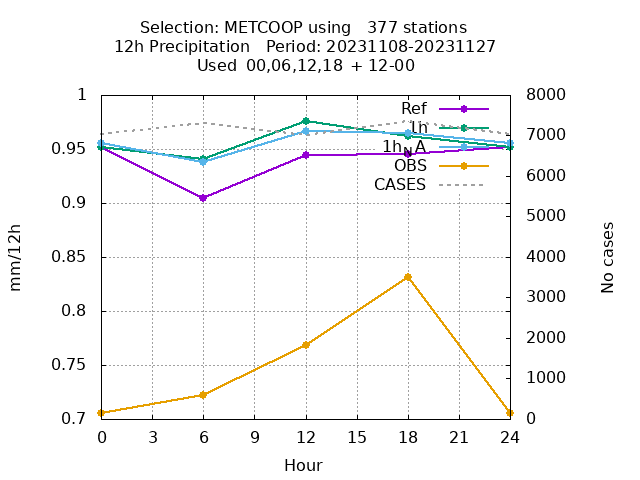 Selection: METCOOP using   377 stations
12h Precipitation   Period: 20231108-20231127
Used  00,06,12,18 + 12-00
1
0.95
0.9
0.85
0.8
0.75
0.7
mm/12h
8000
7000
6000
5000
4000
3000
2000
1000
0
No cases
Ref
1h
1h_NA
OBS
CASES
0 3 6 9 12 15 18 21 24
Hour